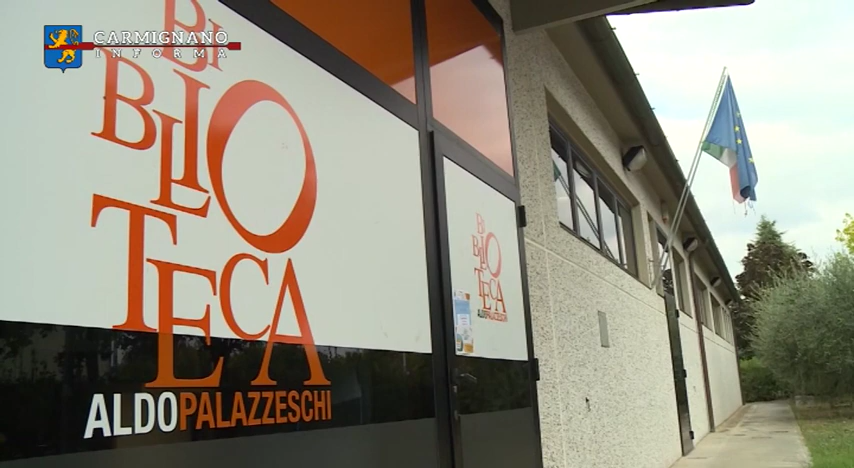 CARMIGNANO
INFORMA
BI
BLIO
TECA
ALDOPALAZZESCHI
BI
BLIO
TECA
ALDOPALAZZESCHI